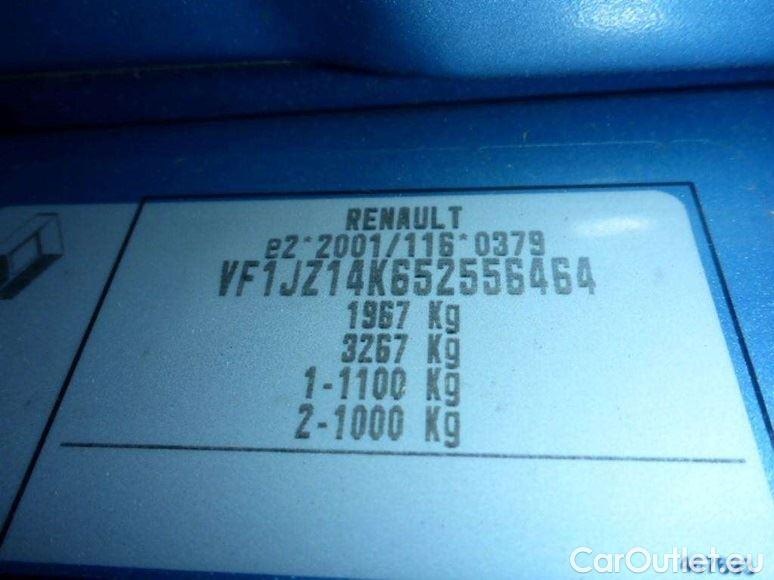 RENAULT
e2*2001/116*0379
VF1JZ14K652556464
1967 Kg
3267 Kg
1-1100 Kg
2-1000 Kg
CarOutlet.eu